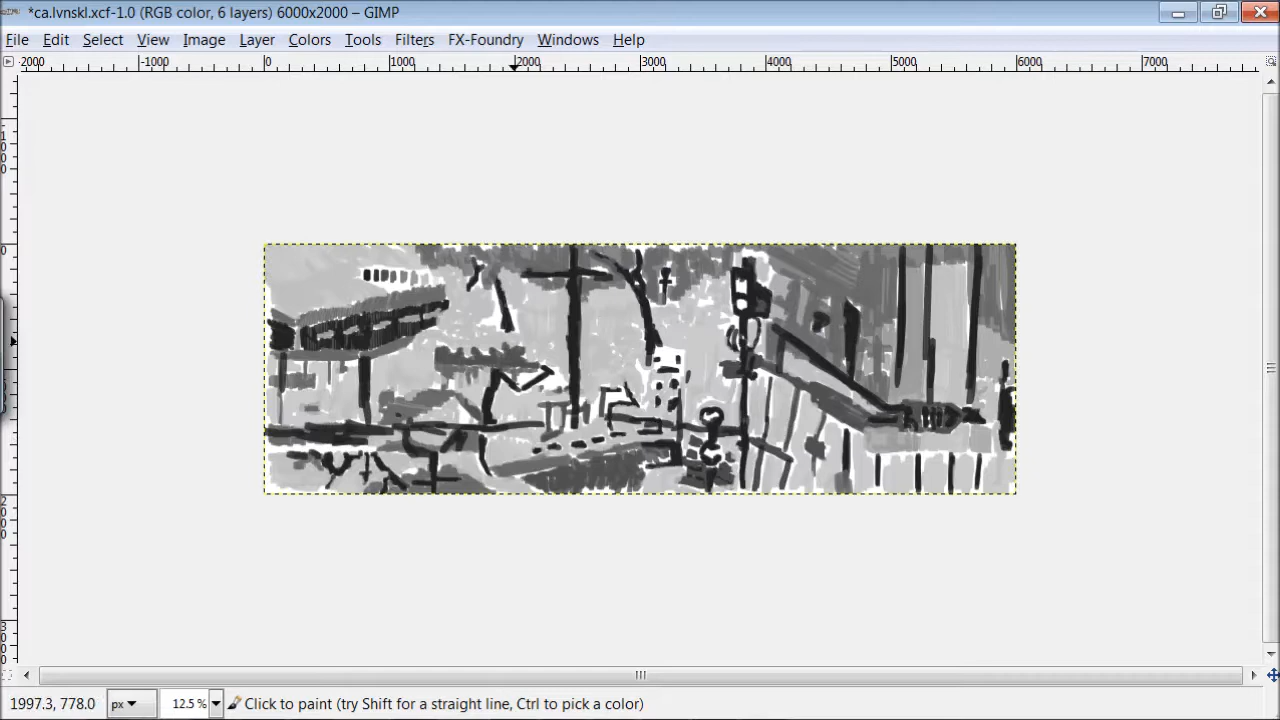 *ca.lvnskl.xcf-1.0 (RGB color, 6 layers) 6000x2000 – GIMP
File Edit Select View Image Layer Colors Tools Filters FX-Foundry Windows Help
-2000 -1000 0 1000 2000 3000 4000 5000 6000 7000
1997.3, 778.0 px 12.5 % Click to paint (try Shift for a straight line, Ctrl to pick a color)